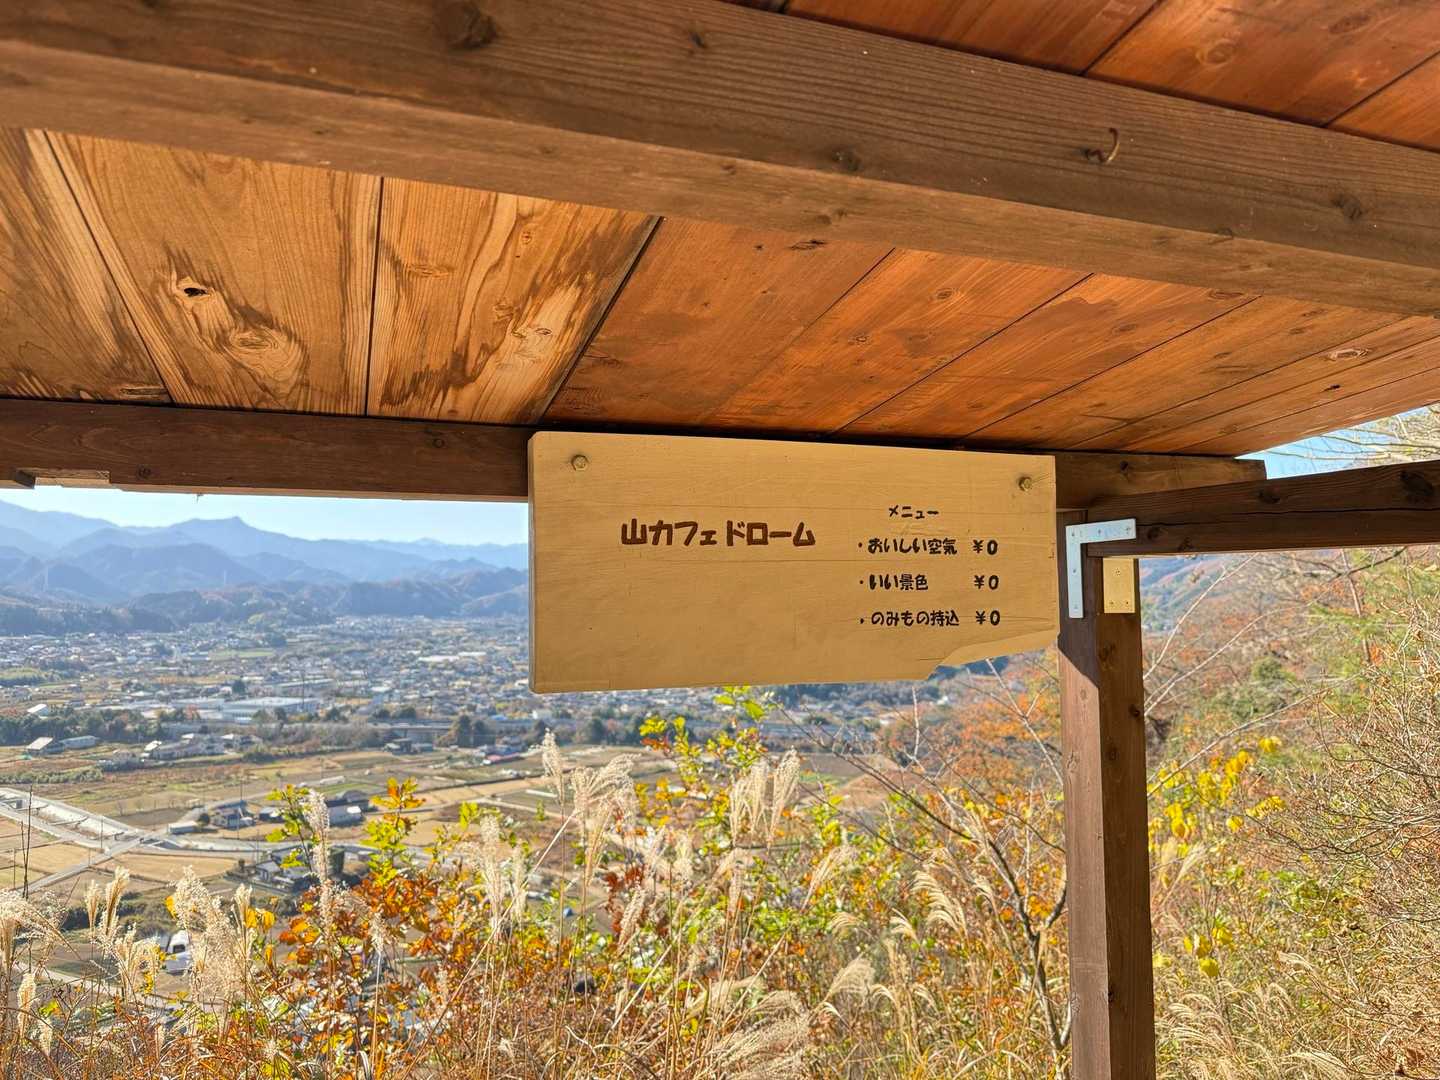 山カフェドローム
メニュー
・おいしい空気 ¥0
・いい景色 ¥0
・のみもの持込 ¥0